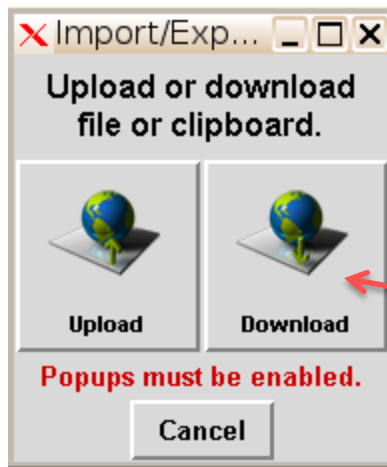 Import/Exp...
Upload or download
file or clipboard.
Upload
Download
Popups must be enabled.
Cancel